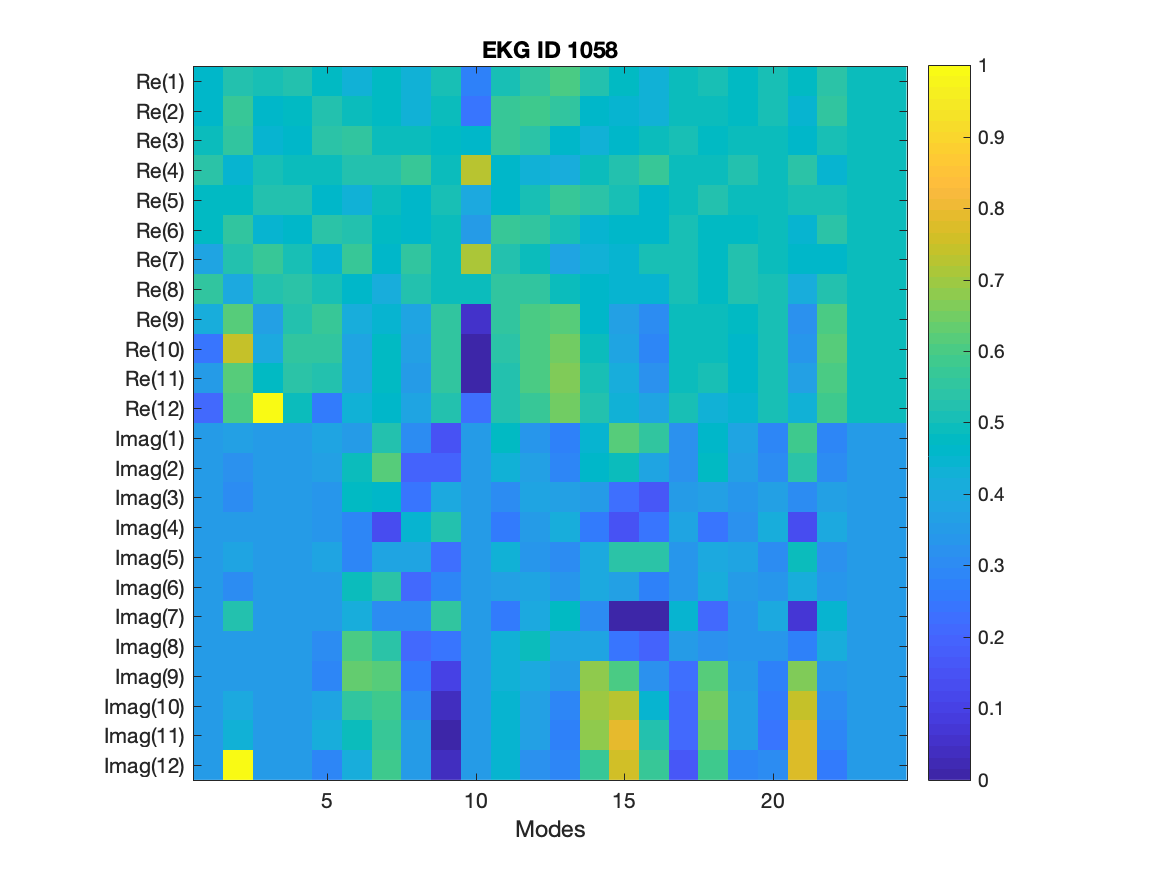 EKG ID 1058
Re(1)
Re(2)
Re(3)
Re(4)
Re(5)
Re(6)
Re(7)
Re(8)
Re(9)
Re(10)
Re(11)
Re(12)
Imag(1)
Imag(2)
Imag(3)
Imag(4)
Imag(5)
Imag(6)
Imag(7)
Imag(8)
Imag(9)
Imag(10)
Imag(11)
Imag(12)
5 10 15 20
Modes
1
0.9
0.8
0.7
0.6
0.5
0.4
0.3
0.2
0.1
0